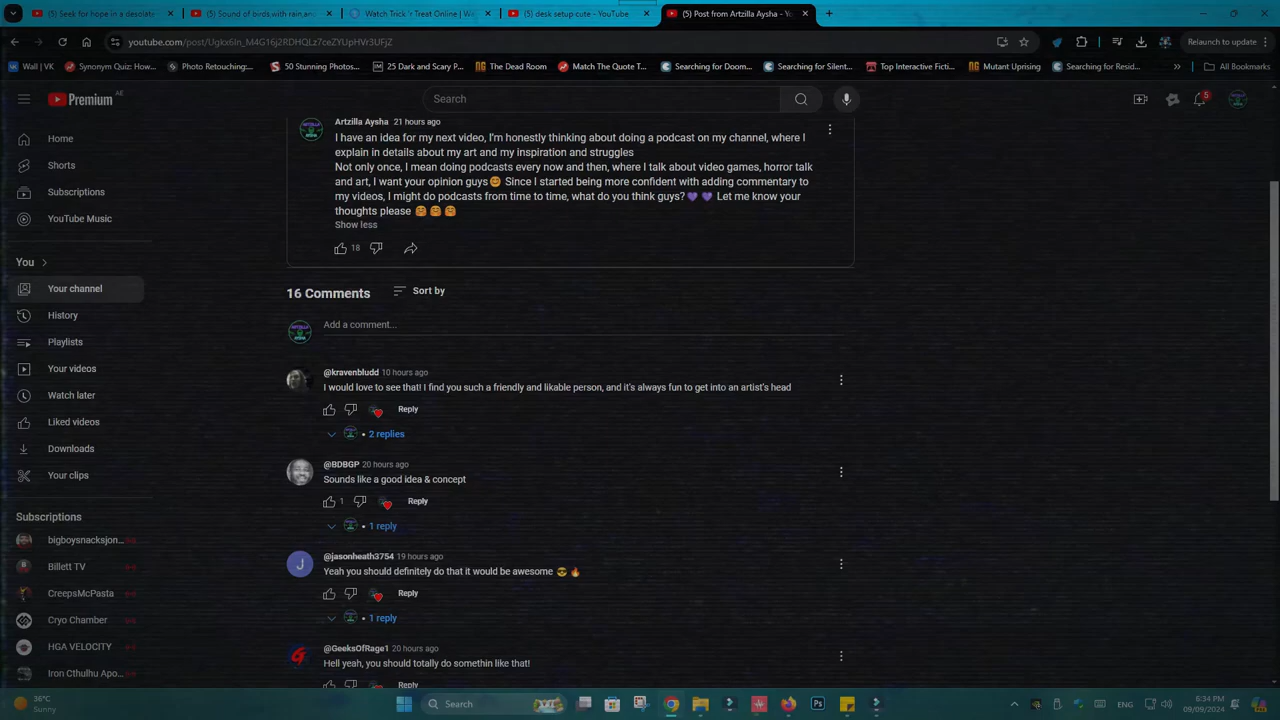 (5) Seek for hope in a desolate
(5) Sound of birds with rain and
Watch Trick 'r Treat Online | W
(5) desk setup cute - YouTube
(5) Post from Artzilla Aysha - Yo
youtube.com/post/Ugkx6In_M4G16j2RDHQLz7ceZYUpHVr3UFjZ
Relaunch to update
Wall | VK
Synonym Quiz: How...
Photo Retouching:...
50 Stunning Photos...
25 Dark and Scary P...
The Dead Room
Match The Quote T...
Searching for Doom...
Searching for Silent...
Top Interactive Ficti...
Mutant Uprising
Searching for Resid...
All Bookmarks
Premium AE
Search
5
Home
Shorts
Subscriptions
YouTube Music
You
Your channel
History
Playlists
Your videos
Watch later
Liked videos
Downloads
Your clips
Subscriptions
bigboysnacksjon...
Billett TV
CreepsMcPasta
Cryo Chamber
HGA VELOCITY
Iron Cthulhu Apo...
Artzilla Aysha 21 hours ago
I have an idea for my next video, I'm honestly thinking about doing a podcast on my channel, where I
explain in details about my art and my inspiration and struggles
Not only once, I mean doing podcasts every now and then, where I talk about video games, horror talk
and art, I want your opinion guys😊 Since I started being more confident with adding commentary to
my videos, I might do podcasts from time to time, what do you think guys?💜 💜 Let me know your
thoughts please 🤗 🤗 🤗
Show less
18
16 Comments
Sort by
Add a comment...
@kravenbludd 10 hours ago
I would love to see that! I find you such a friendly and likable person, and it's always fun to get into an artist's head
Reply
• 2 replies
@BDBGP 20 hours ago
Sounds like a good idea & concept
1
Reply
• 1 reply
J
@jasonheath3754 19 hours ago
Yeah you should definitely do that it would be awesome 😎 🔥
Reply
• 1 reply
@GeeksOfRage1 20 hours ago
Hell yeah, you should totally do somethin like that!
Reply
36°C
Sunny
Search
Ps
ENG
6:34 PM
09/09/2024